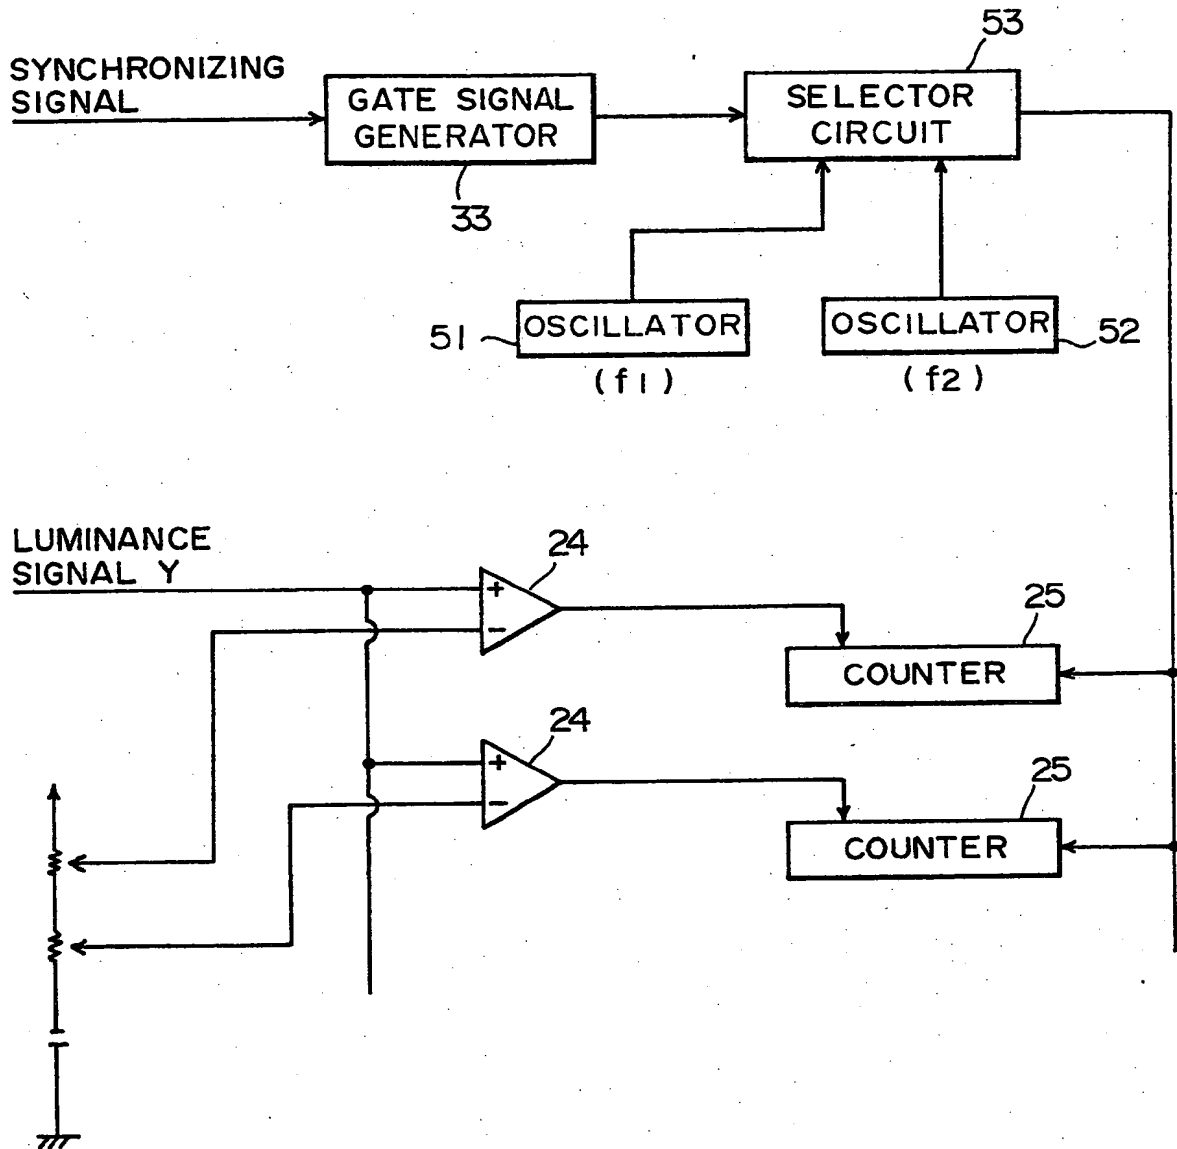 53
SYNCHRONIZING
SIGNAL
GATE SIGNAL
GENERATOR
SELECTOR
CIRCUIT
33
51
OSCILLATOR
OSCILLATOR
52
(f1)
(f2)
LUMINANCE
SIGNAL Y
24
+
−
25
COUNTER
24
+
−
25
COUNTER